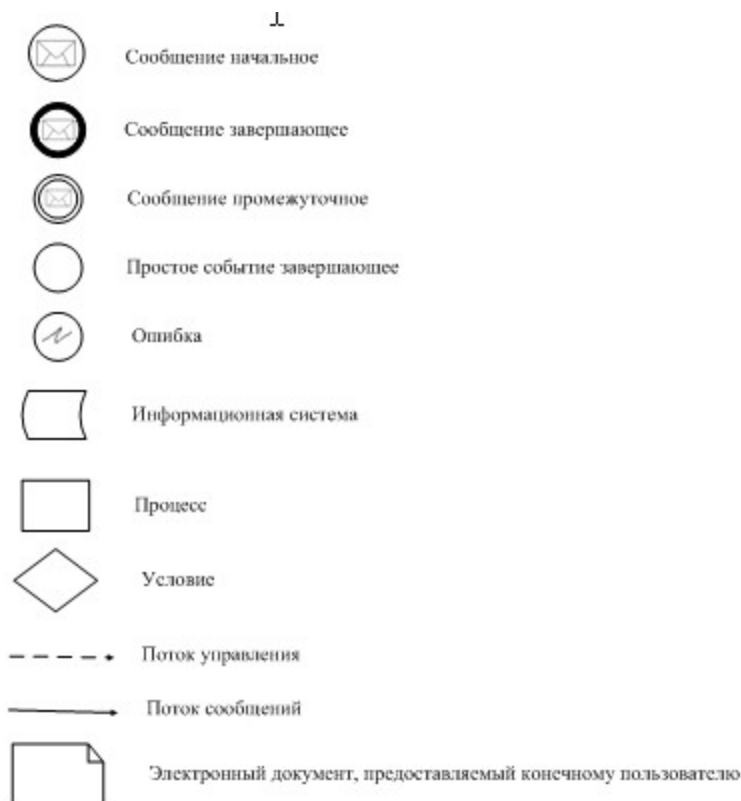 Сообщение начальное
Сообщение завершающее
Сообщение промежуточное
Простое событие завершающее
Ошибка
Информационная система
Процесс
Условие
Поток управления
Поток сообщений
Электронный документ, предоставляемый конечному пользователю